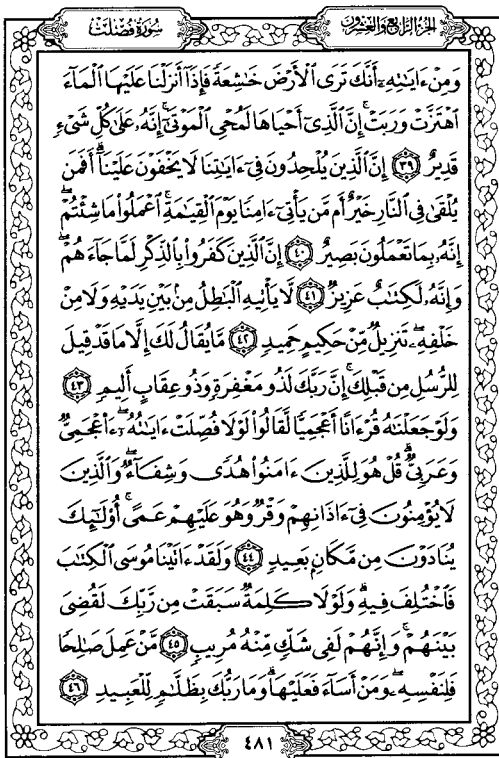 الجزء الرابع والعشرون
سورة فصلت
وَمِنْ ءَايَٰتِهِۦٓ أَنَّكَ تَرَى ٱلْأَرْضَ خَٰشِعَةً فَإِذَآ أَنزَلْنَا عَلَيْهَا ٱلْمَآءَ
ٱهْتَزَّتْ وَرَبَتْ ۚ إِنَّ ٱلَّذِىٓ أَحْيَاهَا لَمُحْىِ ٱلْمَوْتَىٰٓ ۚ إِنَّهُۥ عَلَىٰ كُلِّ شَىْءٍ
قَدِيرٌ ٣٩ إِنَّ ٱلَّذِينَ يُلْحِدُونَ فِىٓ ءَايَٰتِنَا لَا يَخْفَوْنَ عَلَيْنَآ ۗ أَفَمَن
يُلْقَىٰ فِى ٱلنَّارِ خَيْرٌ أَم مَّن يَأْتِىٓ ءَامِنًا يَوْمَ ٱلْقِيَٰمَةِ ۚ ٱعْمَلُوا۟ مَا شِئْتُمْ ۖ
إِنَّهُۥ بِمَا تَعْمَلُونَ بَصِيرٌ ٤٠ إِنَّ ٱلَّذِينَ كَفَرُوا۟ بِٱلذِّكْرِ لَمَّا جَآءَهُمْ ۖ
وَإِنَّهُۥ لَكِتَٰبٌ عَزِيزٌ ٤١ لَّا يَأْتِيهِ ٱلْبَٰطِلُ مِنۢ بَيْنِ يَدَيْهِ وَلَا مِنْ
خَلْفِهِۦ ۖ تَنزِيلٌ مِّنْ حَكِيمٍ حَمِيدٍ ٤٢ مَّا يُقَالُ لَكَ إِلَّا مَا قَدْ قِيلَ
لِلرُّسُلِ مِن قَبْلِكَ ۚ إِنَّ رَبَّكَ لَذُو مَغْفِرَةٍ وَذُو عِقَابٍ أَلِيمٍ ٤٣
وَلَوْ جَعَلْنَٰهُ قُرْءَانًا أَعْجَمِيًّا لَّقَالُوا۟ لَوْلَا فُصِّلَتْ ءَايَٰتُهُۥٓ ۖ ءَا۬عْجَمِىٌّ
وَعَرَبِىٌّ ۗ قُلْ هُوَ لِلَّذِينَ ءَامَنُوا۟ هُدًى وَشِفَآءٌ ۖ وَٱلَّذِينَ
لَا يُؤْمِنُونَ فِىٓ ءَاذَانِهِمْ وَقْرٌ وَهُوَ عَلَيْهِمْ عَمًى ۚ أُو۟لَٰٓئِكَ
يُنَادَوْنَ مِن مَّكَانٍۭ بَعِيدٍ ٤٤ وَلَقَدْ ءَاتَيْنَا مُوسَى ٱلْكِتَٰبَ
فَٱخْتُلِفَ فِيهِ ۗ وَلَوْلَا كَلِمَةٌ سَبَقَتْ مِن رَّبِّكَ لَقُضِىَ
بَيْنَهُمْ ۚ وَإِنَّهُمْ لَفِى شَكٍّ مِّنْهُ مُرِيبٍ ٤٥ مَّنْ عَمِلَ صَٰلِحًا
فَلِنَفْسِهِۦ ۖ وَمَنْ أَسَآءَ فَعَلَيْهَا ۗ وَمَا رَبُّكَ بِظَلَّٰمٍ لِّلْعَبِيدِ ٤٦
٤٨١